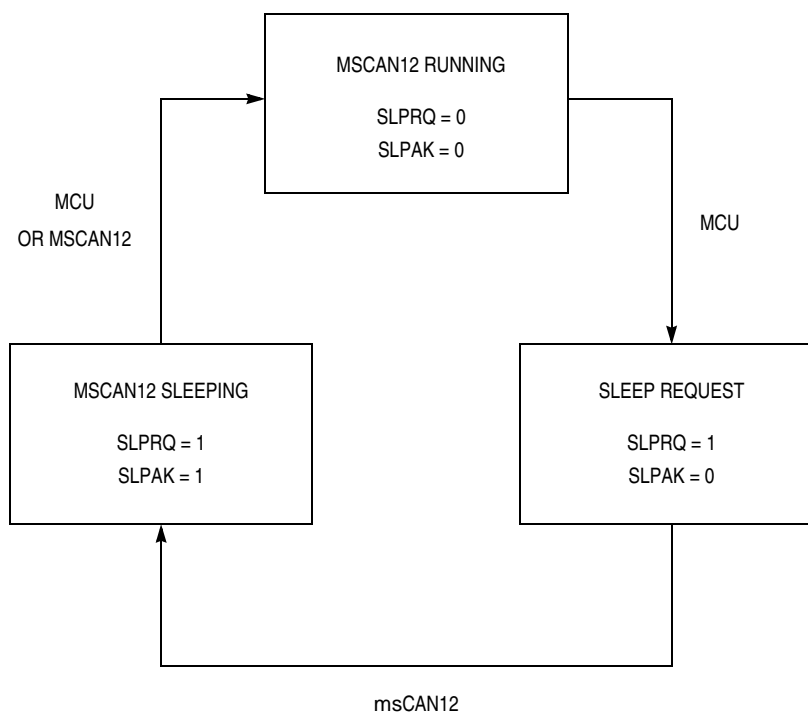 MSCAN12 RUNNING
SLPRQ = 0
SLPAK = 0
MCU
OR MSCAN12
MCU
MSCAN12 SLEEPING
SLPRQ = 1
SLPAK = 1
SLEEP REQUEST
SLPRQ = 1
SLPAK = 0
msCAN12